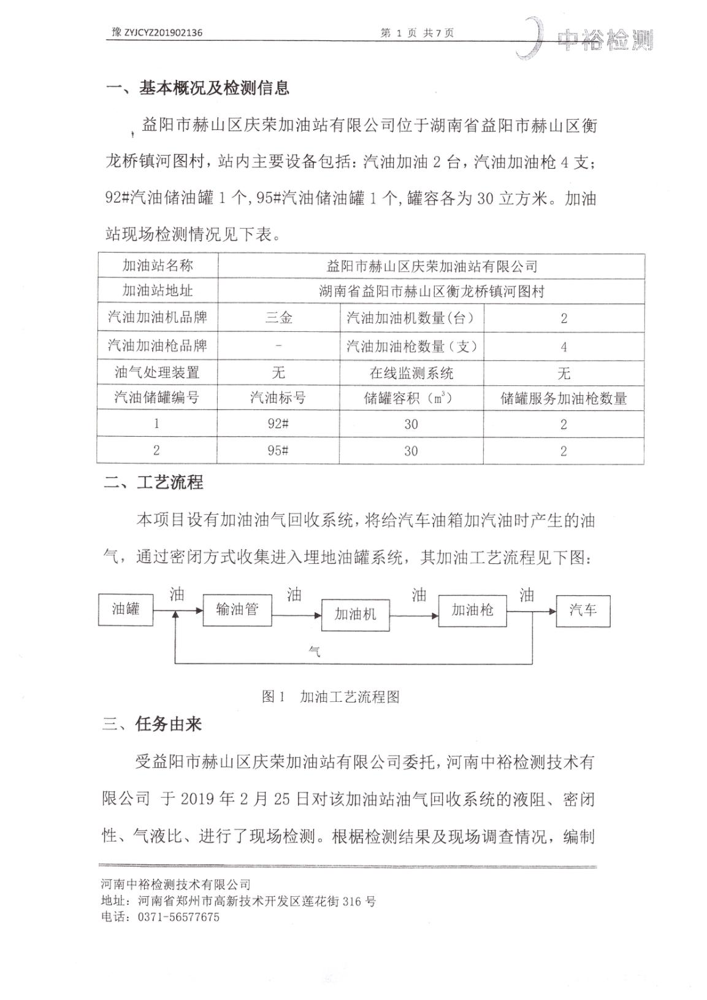 豫 ZYJCYZ201902136 第 1 页 共 7 页 中裕检测
一、基本概况及检测信息
益阳市赫山区庆荣加油站有限公司位于湖南省益阳市赫山区衡
龙桥镇河图村，站内主要设备包括：汽油加油 2 台，汽油加油枪 4 支；
92#汽油储油罐 1 个，95#汽油储油罐 1 个，罐容各为 30 立方米。加油
站现场检测情况见下表。
加油站名称 益阳市赫山区庆荣加油站有限公司
加油站地址 湖南省益阳市赫山区衡龙桥镇河图村
汽油加油机品牌 三金 汽油加油机数量（台） 2
汽油加油枪品牌 - 汽油加油枪数量（支） 4
油气处理装置 无 在线监测系统 无
汽油储罐编号 汽油标号 储罐容积（m³） 储罐服务加油枪数量
1 92# 30 2
2 95# 30 2
二、工艺流程
本项目设有加油油气回收系统，将给汽车油箱加汽油时产生的油
气，通过密闭方式收集进入埋地油罐系统，其加油工艺流程见下图：
油 油 油 油
油罐 输油管 加油机 加油枪 汽车
气
图 1 加油工艺流程图
三、任务由来
受益阳市赫山区庆荣加油站有限公司委托，河南中裕检测技术有
限公司 于 2019 年 2 月 25 日对该加油站油气回收系统的液阻、密闭
性、气液比、进行了现场检测。根椐检测结果及现场调查情况，编制
河南中裕检测技术有限公司
地址：河南省郑州市高新技术开发区莲花街 316 号
电话：0371-56577675